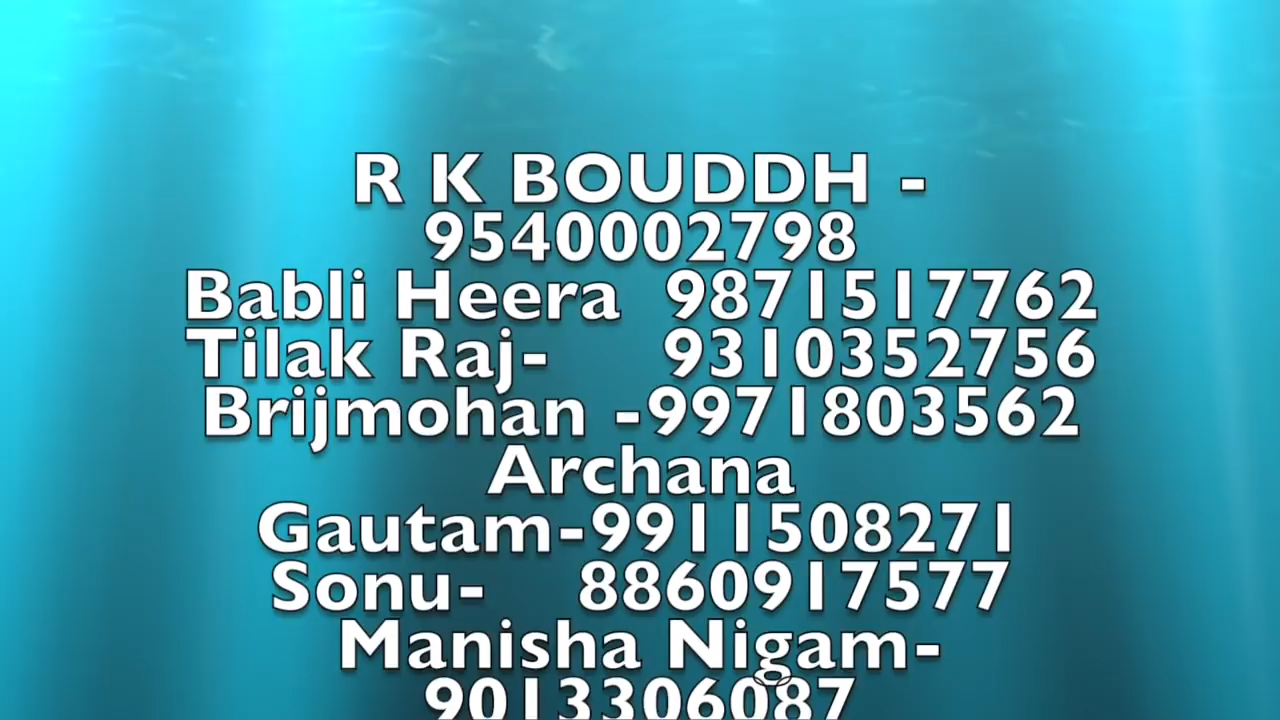 R K BOUDDH -
9540002798
Babli Heera 9871517762
Tilak Raj- 9310352756
Brijmohan -9971803562
Archana
Gautam-9911508271
Sonu- 8860917577
Manisha Nigam-
9013306087